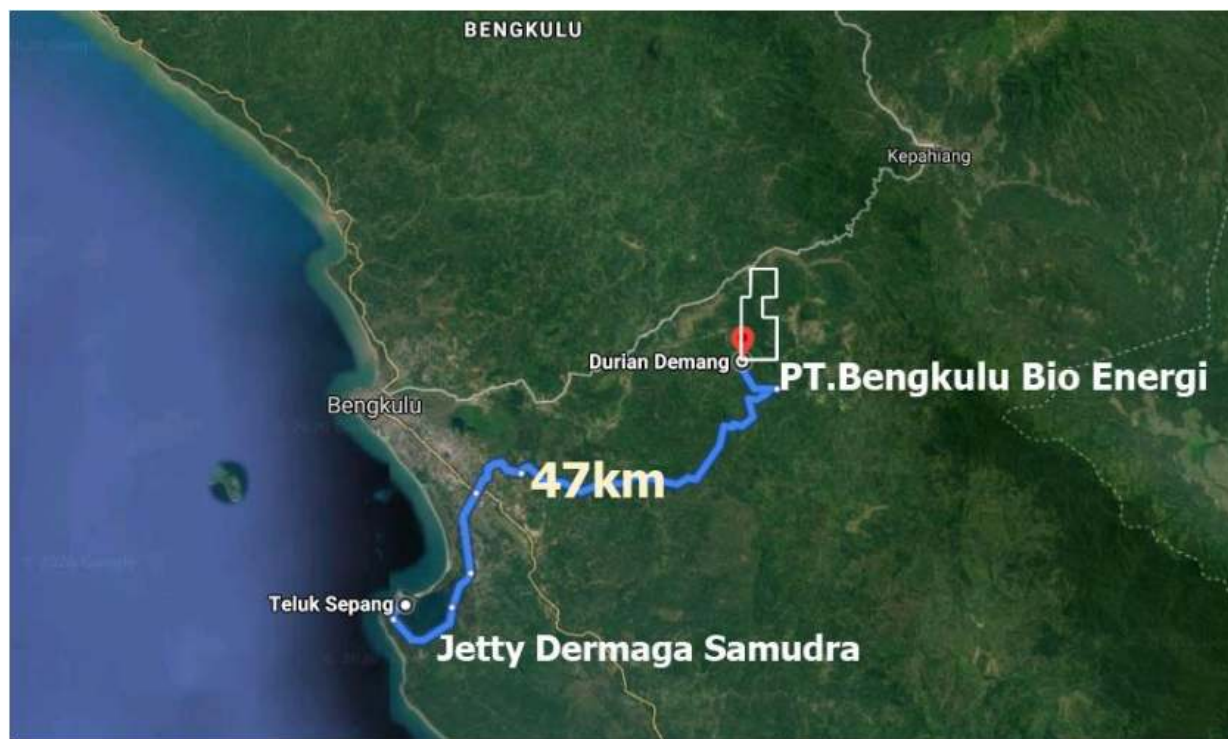 BENGKULU
Kepahiang
Durian Demang
PT.Bengkulu Bio Energi
Bengkulu
47km
Teluk Sepang
Jetty Dermaga Samudra